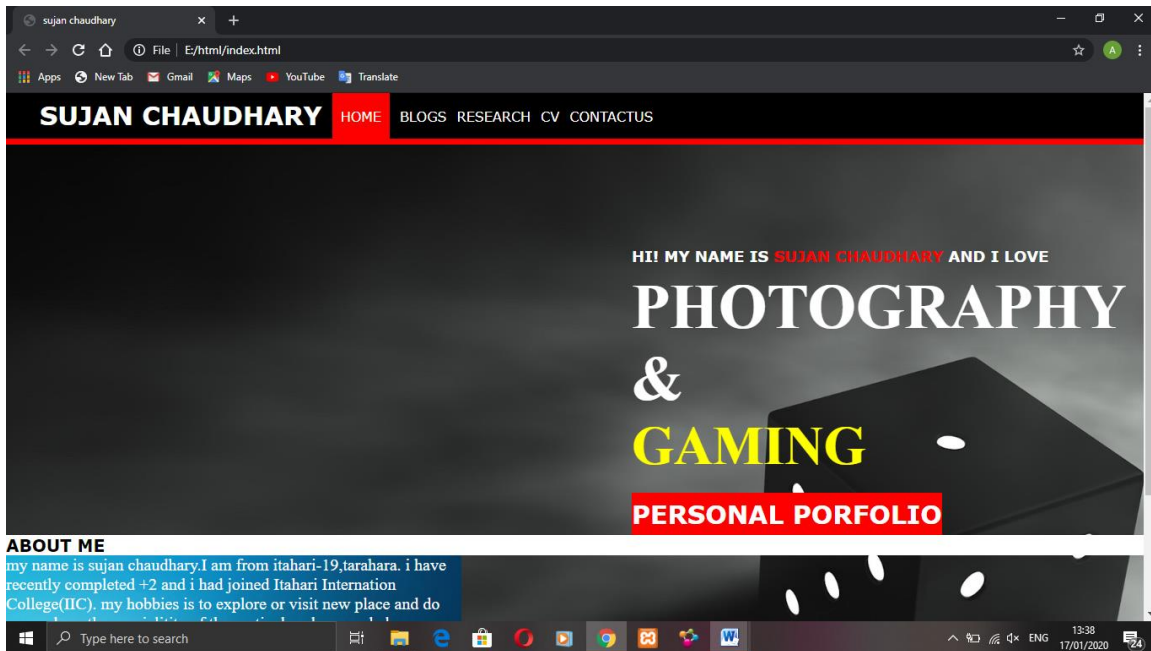 sujan chaudhary
File | E:/html/index.html
A
Apps New Tab Gmail Maps YouTube Translate
SUJAN CHAUDHARY HOME BLOGS RESEARCH CV CONTACTUS
HI! MY NAME IS SUJAN CHAUDHARY AND I LOVE
PHOTOGRAPHY
&
GAMING
PERSONAL PORFOLIO
ABOUT ME
my name is sujan chaudhary.I am from itahari-19,tarahara. i have
recently completed +2 and i had joined Itahari Internation
College(IIC). my hobbies is to explore or visit new place and do
Type here to search
ENG
13:38
17/01/2020
24